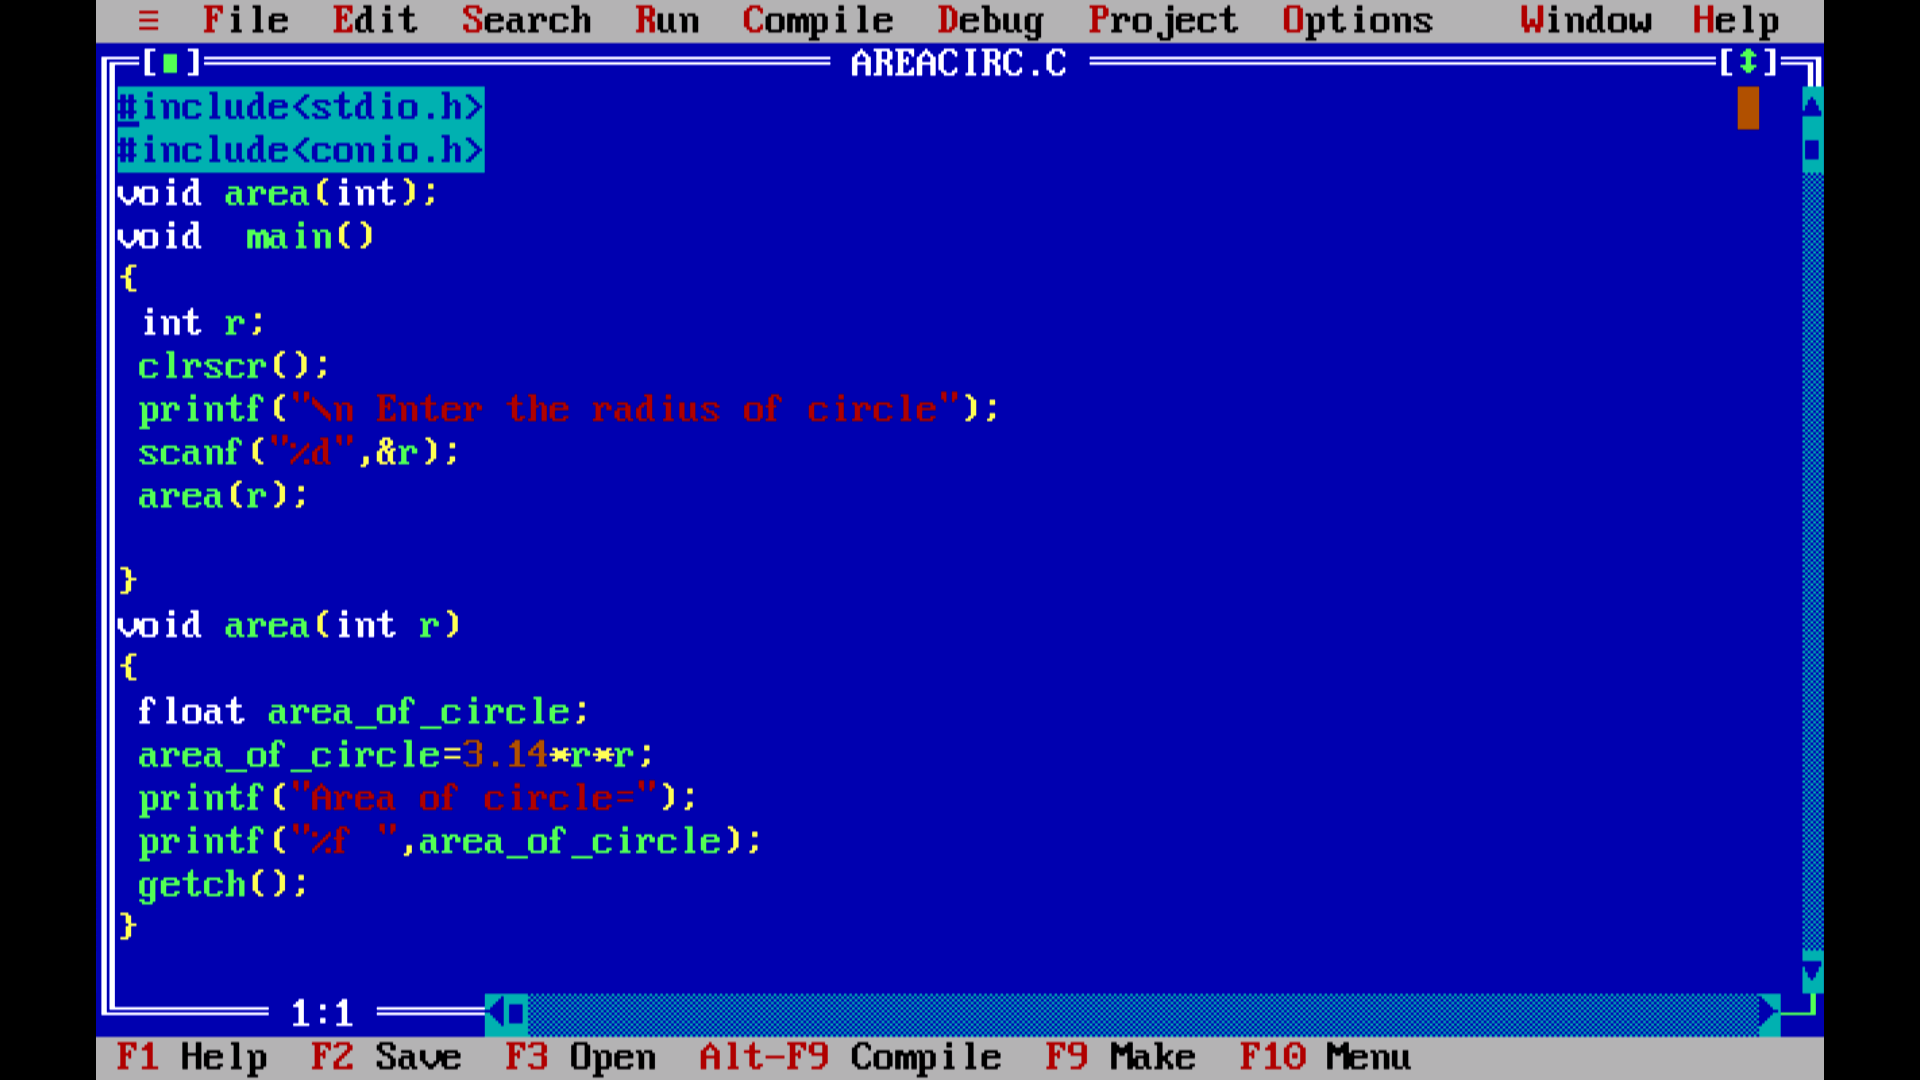 ≡ File Edit Search Run Compile Debug Project Options Window Help
[■] AREACIRC.C [↕]
#include<stdio.h>
#include<conio.h>
void area(int);
void  main()
{
 int r;
 clrscr();
 printf("\n Enter the radius of circle");
 scanf("%d",&r);
 area(r);

}
void area(int r)
{
 float area_of_circle;
 area_of_circle=3.14*r*r;
 printf("Area of circle=");
 printf("%f ",area_of_circle);
 getch();
}
1:1
F1 Help F2 Save F3 Open Alt-F9 Compile F9 Make F10 Menu